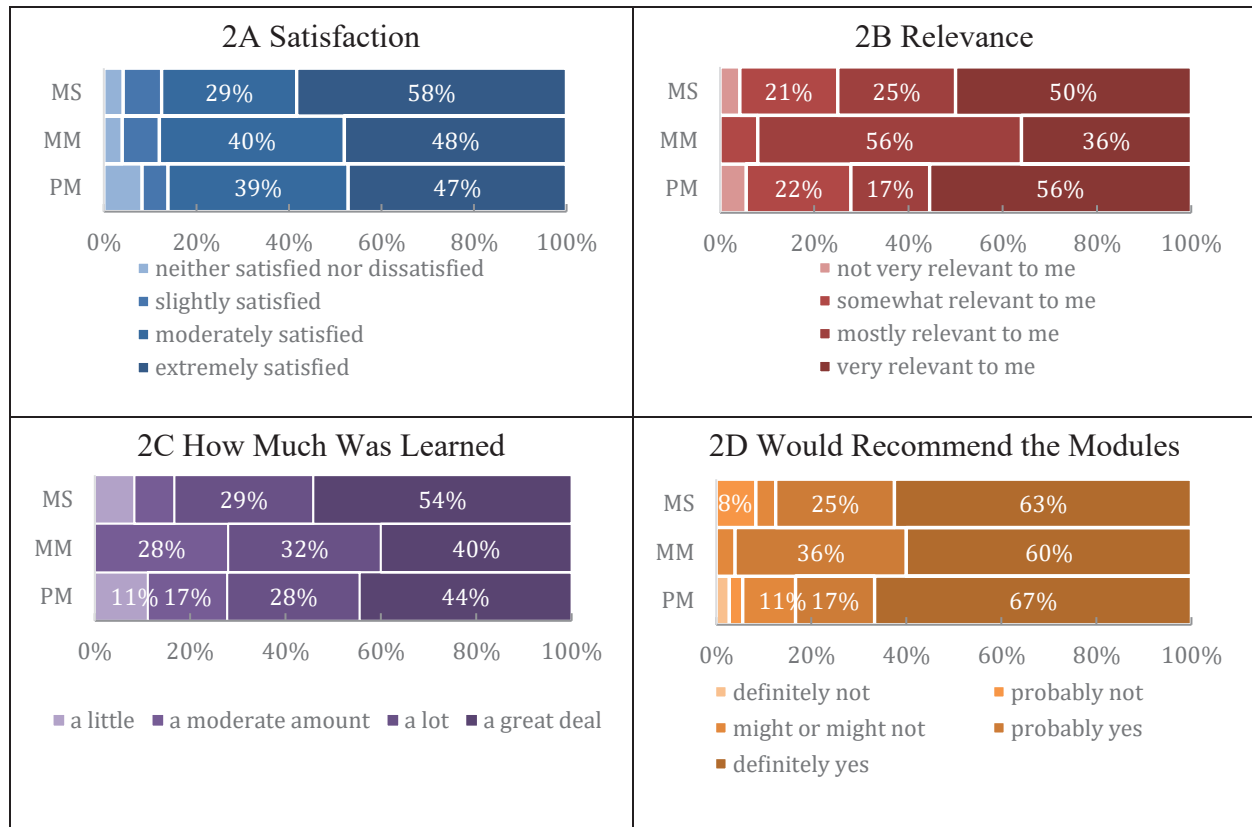 2A Satisfaction
MS 29% 58%
MM 40% 48%
PM 39% 47%
0% 20% 40% 60% 80% 100%
neither satisfied nor dissatisfied
slightly satisfied
moderately satisfied
extremely satisfied
2B Relevance
MS 21% 25% 50%
MM 56% 36%
PM 22% 17% 56%
0% 20% 40% 60% 80% 100%
not very relevant to me
somewhat relevant to me
mostly relevant to me
very relevant to me
2C How Much Was Learned
MS 29% 54%
MM 28% 32% 40%
PM 11% 17% 28% 44%
0% 20% 40% 60% 80% 100%
a little a moderate amount a lot a great deal
2D Would Recommend the Modules
MS 8% 25% 63%
MM 36% 60%
PM 11% 17% 67%
0% 20% 40% 60% 80% 100%
definitely not probably not
might or might not probably yes
definitely yes